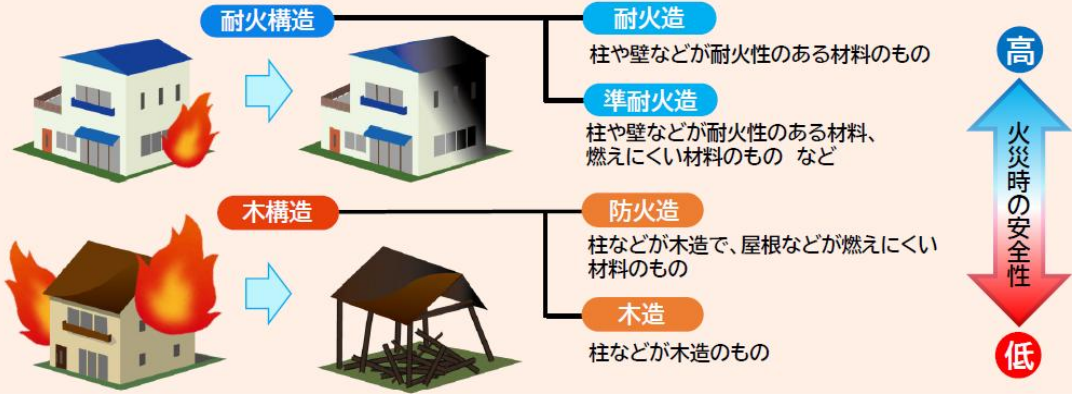 耐火構造
耐火造
柱や壁などが耐火性のある材料のもの
準耐火造
柱や壁などが耐火性のある材料、
燃えにくい材料のもの など
木構造
防火造
柱などが木造で、屋根などが燃えにくい
材料のもの
木造
柱などが木造のもの
高
火災時の安全性
低